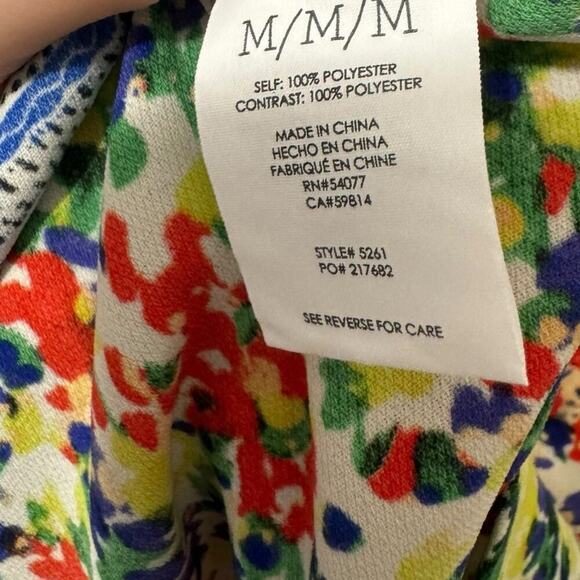 M/M/M
SELF: 100% POLYESTER
CONTRAST: 100% POLYESTER
MADE IN CHINA
HECHO EN CHINA
FABRIQUÉ EN CHINE
RN#54077
CA#59814
STYLE# 5261
PO# 217682
SEE REVERSE FOR CARE